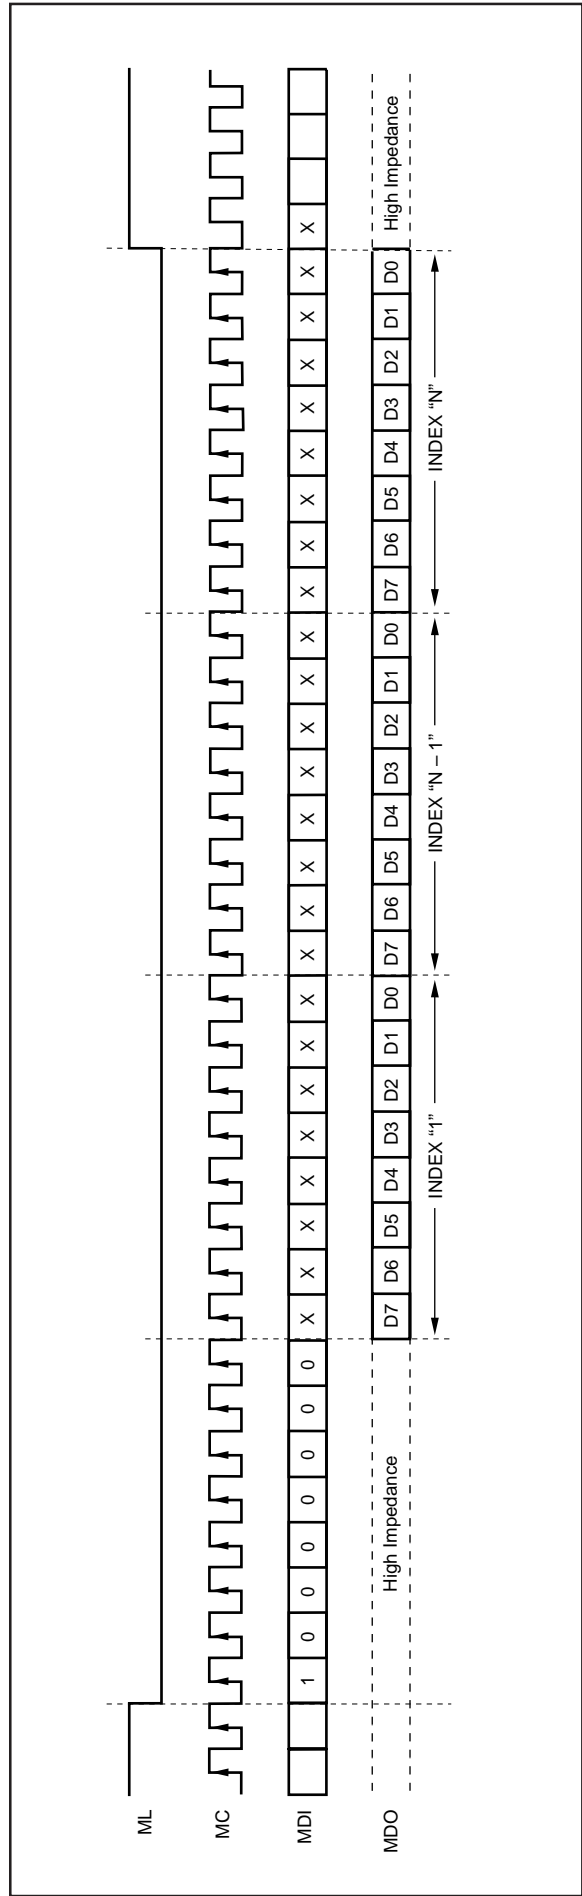 ML
MC
MDI 1 0 0 0 0 0 0 0 X X X X X X X X X X X X X X X X X X X X X X X X X
MDO High Impedance D7 D6 D5 D4 D3 D2 D1 D0 D7 D6 D5 D4 D3 D2 D1 D0 D7 D6 D5 D4 D3 D2 D1 D0 High Impedance
INDEX “1” INDEX “N – 1” INDEX “N”